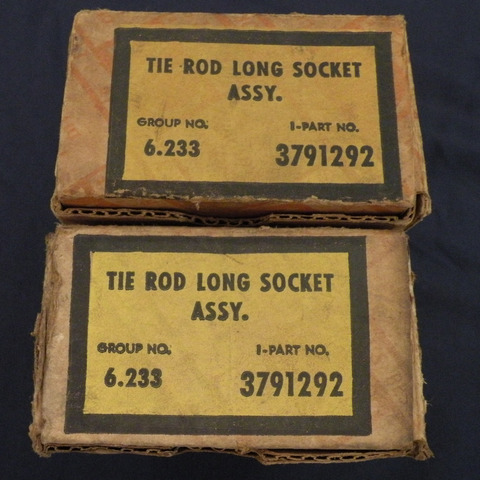 TIE ROD LONG SOCKET
ASSY.
GROUP NO. 1-PART NO.
6.233 3791292
TIE ROD LONG SOCKET
ASSY.
GROUP NO. 1-PART NO.
6.233 3791292